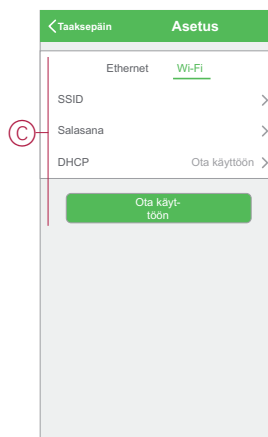 Taaksepäin Asetus
Ethernet Wi-Fi
SSID
Salasana
C
DHCP Ota käyttöön
Ota käyt-
töön